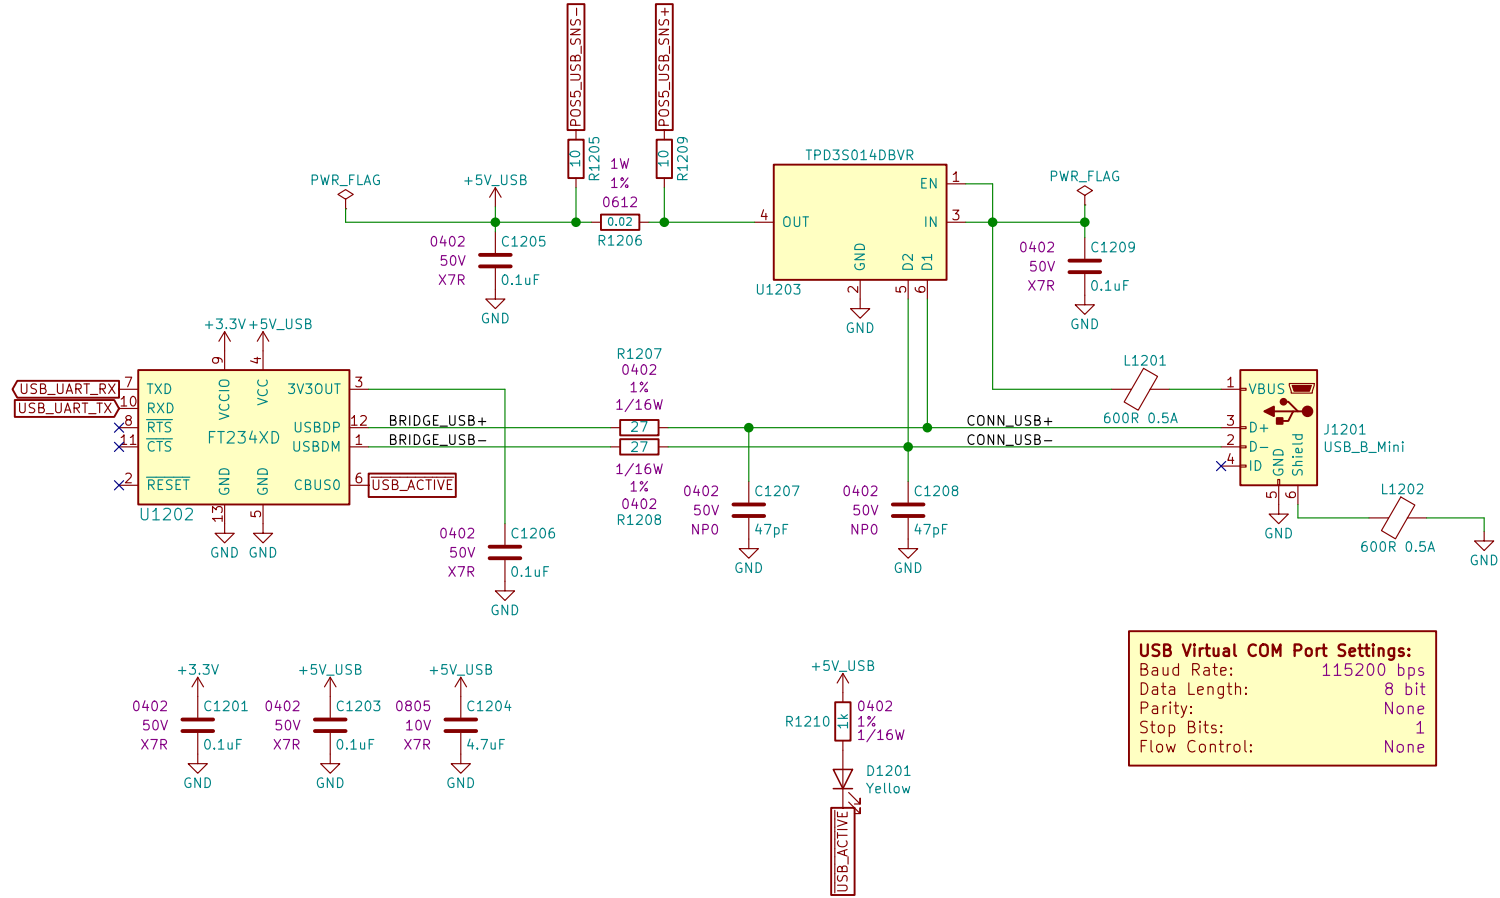 POS5_USB_SNS-
POS5_USB_SNS+
10
R1205
10
R1209
1W
1%
0612
0.02
R1206
PWR_FLAG
+5V_USB
0402
50V
X7R
C1205
0.1uF
GND
TPD3S014DBVR
EN
1
4
OUT
IN
3
GND
D2
D1
U1203
2
5
6
GND
PWR_FLAG
0402
50V
X7R
C1209
0.1uF
GND
+3.3V
+5V_USB
9
4
USB_UART_RX
7
TXD
USB_UART_TX
10
RXD
8
RTS
11
CTS
2
RESET
VCCIO
VCC
FT234XD
3V3OUT
3
USBDP
12
BRIDGE_USB+
USBDM
1
BRIDGE_USB-
CBUS0
6
USB_ACTIVE
GND
GND
U1202
13
5
GND
GND
R1207
0402
1%
1/16W
27
27
1/16W
1%
0402
R1208
0402
50V
X7R
C1206
0.1uF
GND
0402
50V
NP0
C1207
47pF
GND
0402
50V
NP0
C1208
47pF
GND
CONN_USB+
CONN_USB-
L1201
600R 0.5A
1
VBUS
3
D+
2
D-
4
ID
GND
Shield
J1201
USB_B_Mini
5
6
GND
L1202
600R 0.5A
GND
+3.3V
0402
50V
X7R
C1201
0.1uF
GND
+5V_USB
0402
50V
X7R
C1203
0.1uF
GND
+5V_USB
0805
10V
X7R
C1204
4.7uF
GND
+5V_USB
R1210
1k
0402
1%
1/16W
D1201
Yellow
USB_ACTIVE
USB Virtual COM Port Settings:
Baud Rate: 115200 bps
Data Length: 8 bit
Parity: None
Stop Bits: 1
Flow Control: None